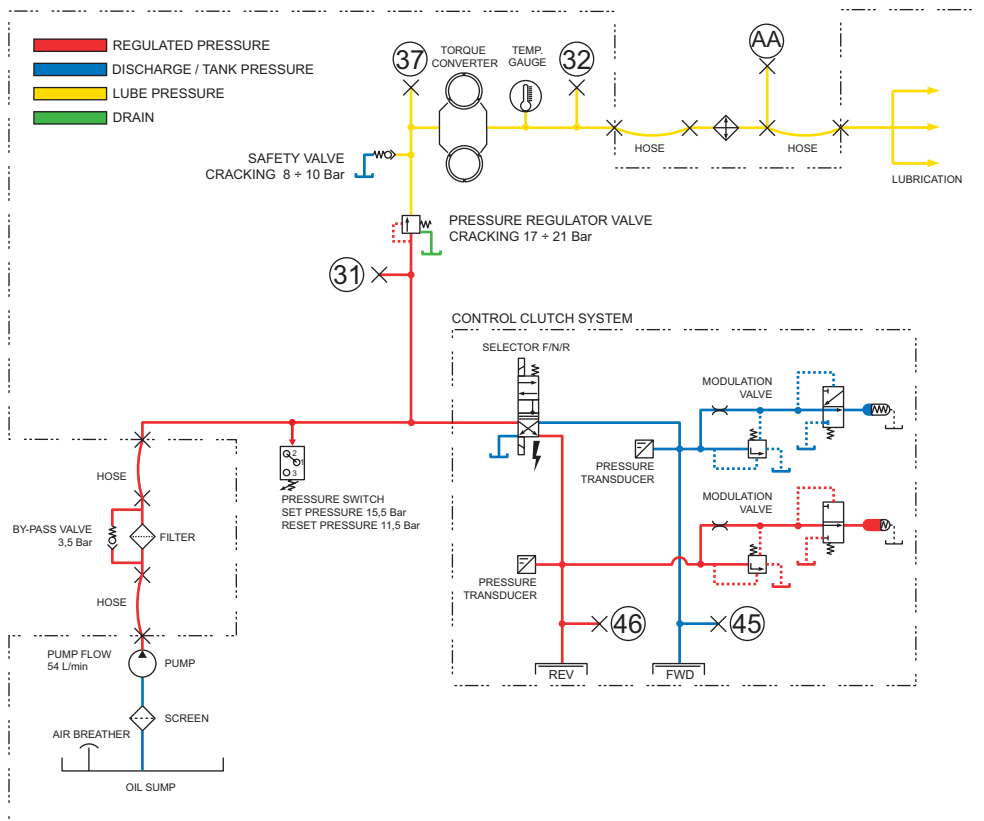 REGULATED PRESSURE
DISCHARGE / TANK PRESSURE
LUBE PRESSURE
DRAIN
37
TORQUE
CONVERTER
TEMP.
GAUGE
32
AA
HOSE
HOSE
LUBRICATION
SAFETY VALVE
CRACKING 8 ÷ 10 Bar
PRESSURE REGULATOR VALVE
CRACKING 17 ÷ 21 Bar
31
CONTROL CLUTCH SYSTEM
SELECTOR F/N/R
MODULATION
VALVE
PRESSURE
TRANSDUCER
MODULATION
VALVE
PRESSURE
TRANSDUCER
46
45
REV
FWD
2
1
3
PRESSURE SWITCH
SET PRESSURE 15,5 Bar
RESET PRESSURE 11,5 Bar
HOSE
BY-PASS VALVE
3,5 Bar
FILTER
HOSE
PUMP FLOW
54 L/min
PUMP
SCREEN
AIR BREATHER
OIL SUMP